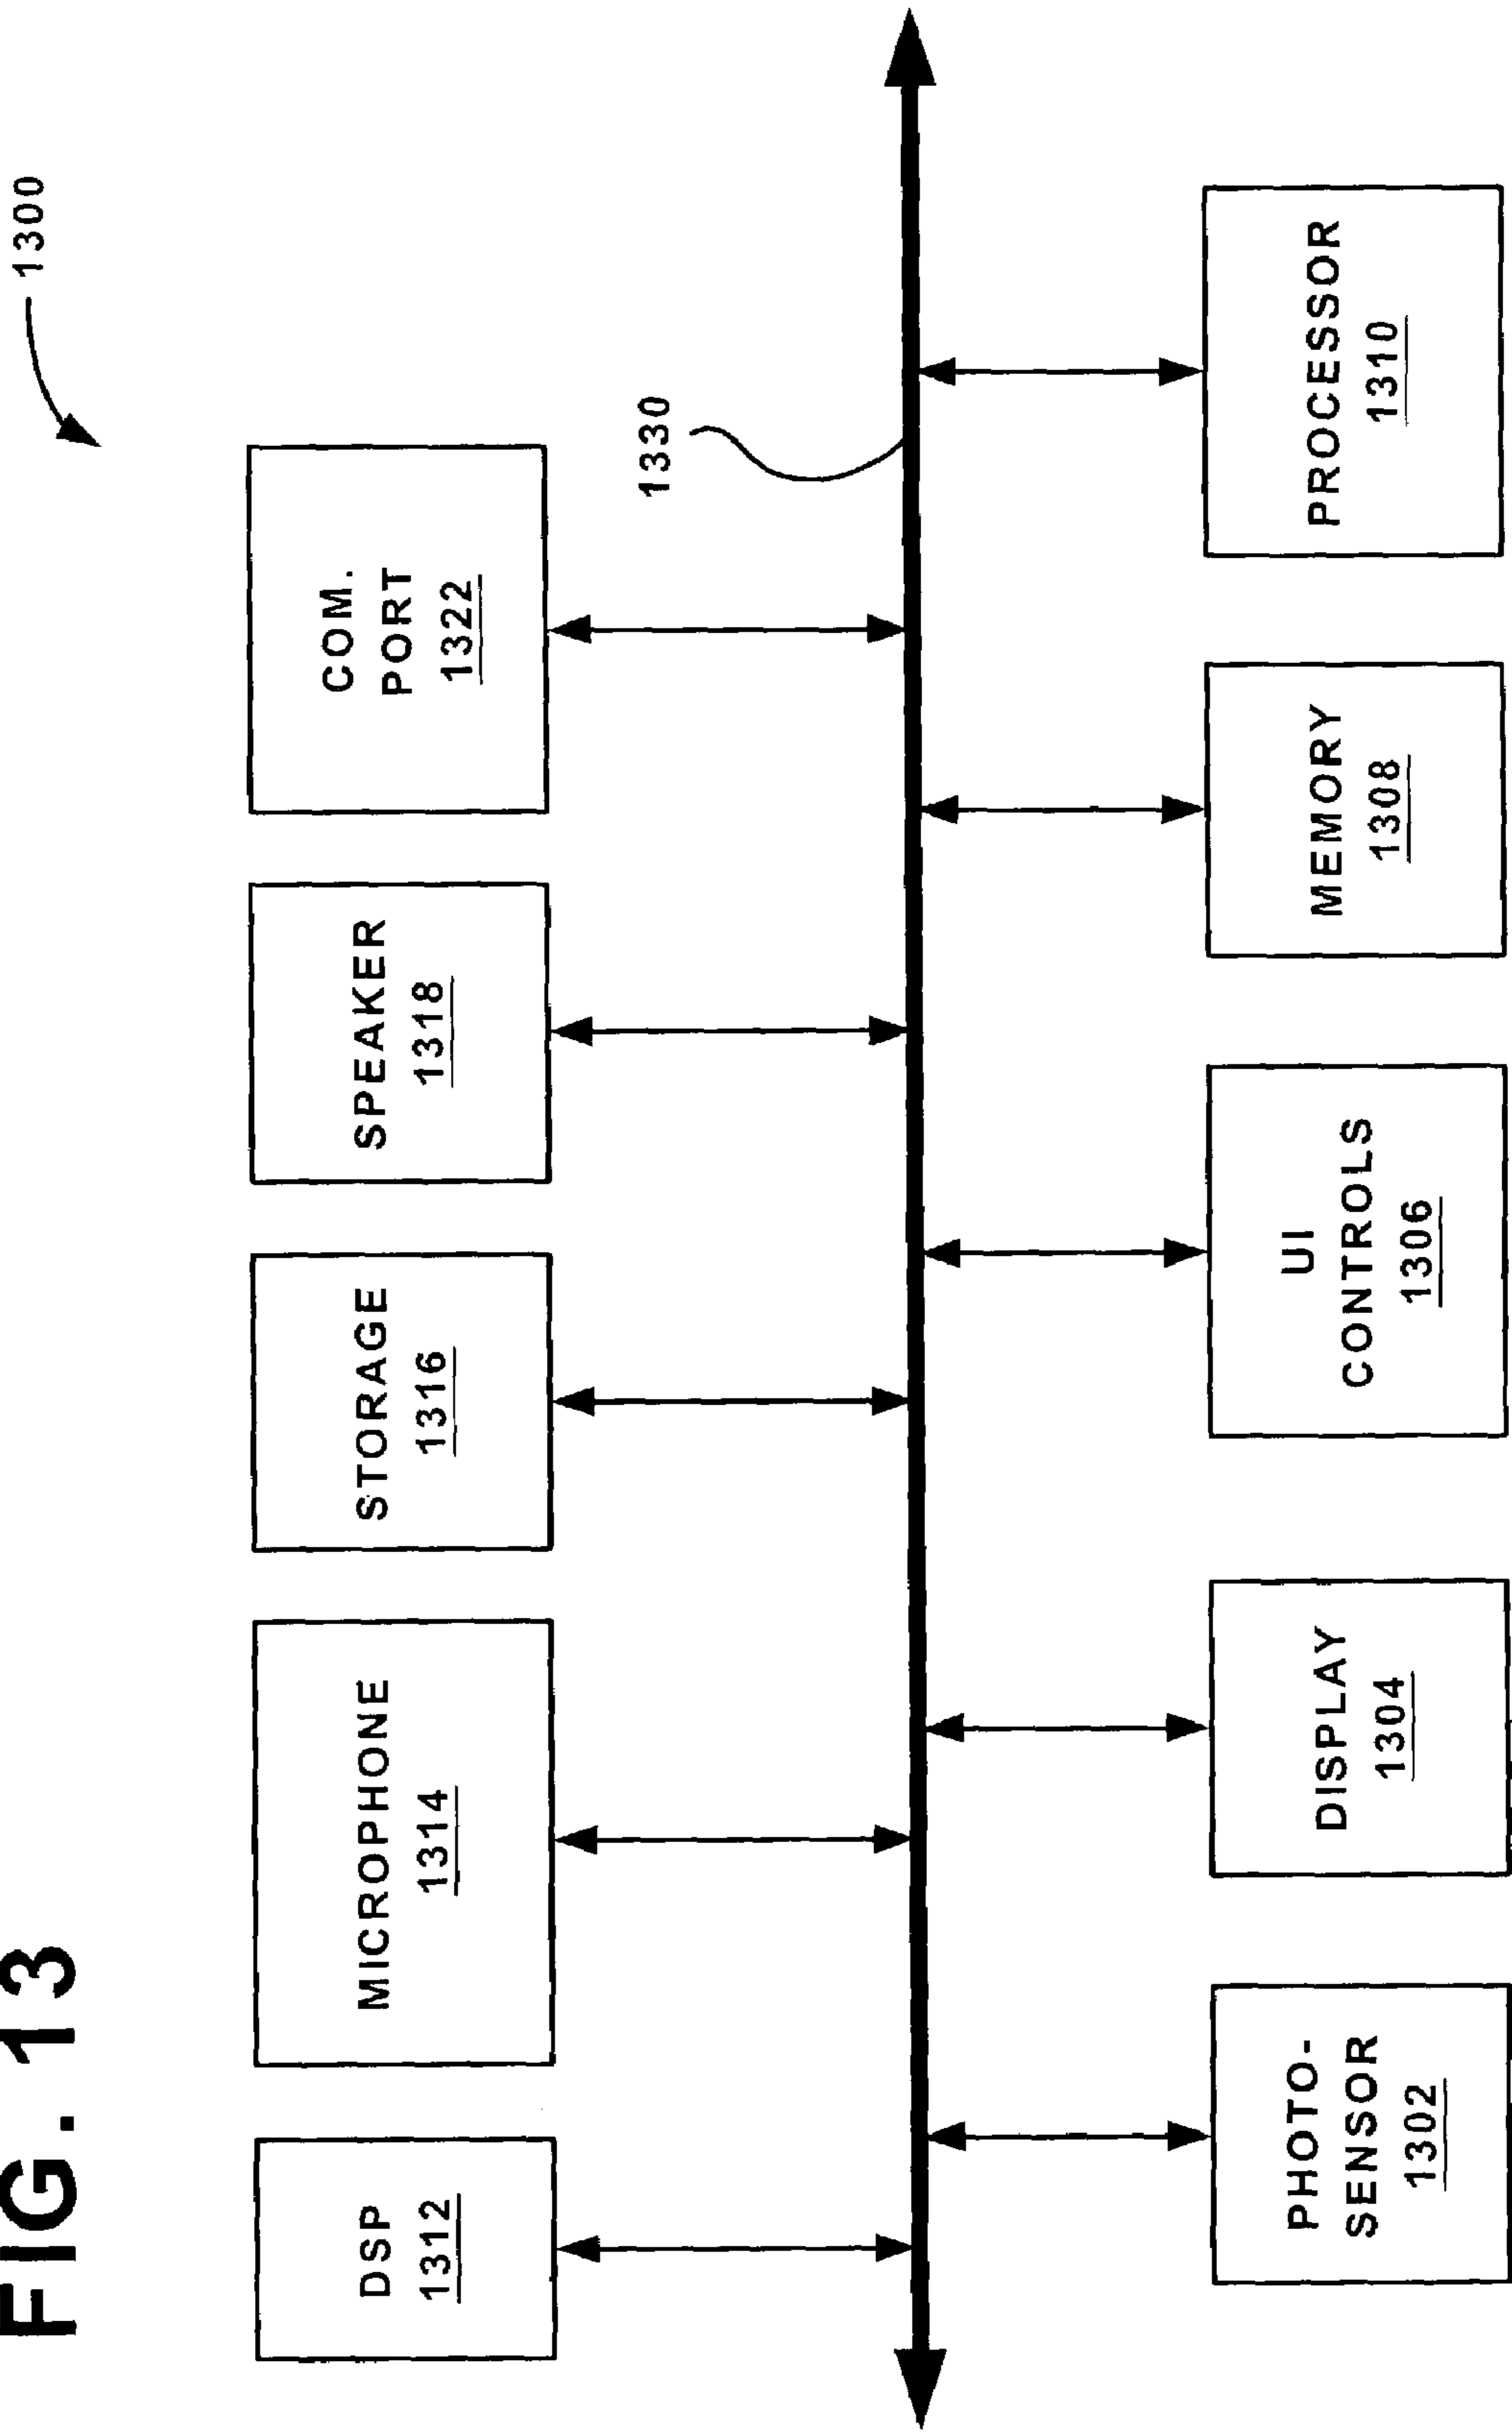 FIG. 13
1300
DSP
1312
MICROPHONE
1314
STORAGE
1316
SPEAKER
1318
COM.
PORT
1322
1330
PHOTO-
SENSOR
1302
DISPLAY
1304
UI
CONTROLS
1306
MEMORY
1308
PROCESSOR
1310